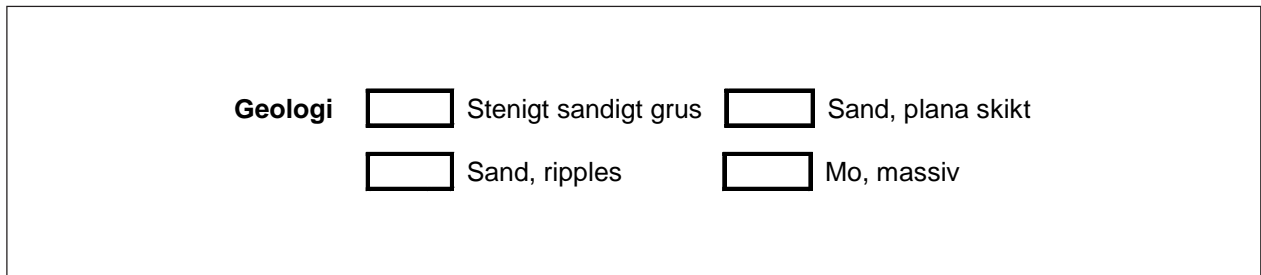 Geologi Stenigt sandigt grus Sand, plana skikt
Sand, ripples Mo, massiv